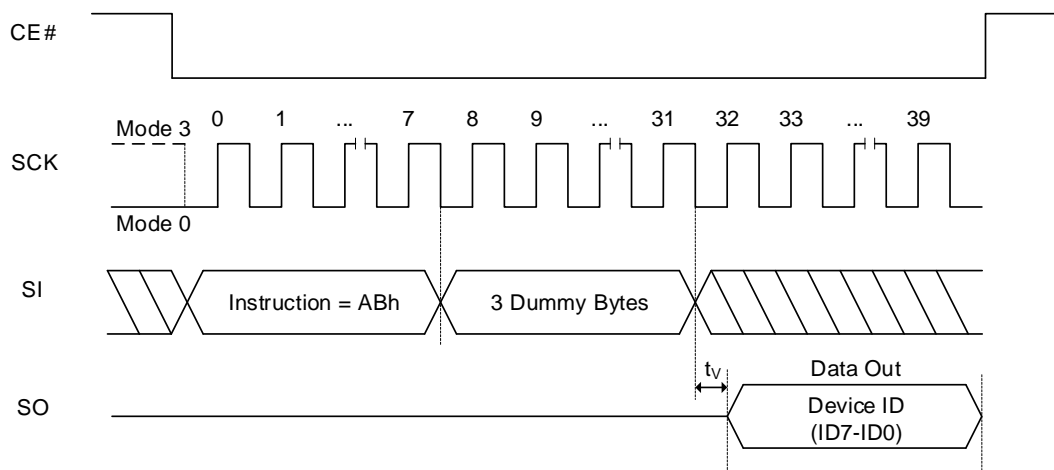 CE#
SCK
Mode 3
0 1 ... 7 8 9 ... 31 32 33 ... 39
Mode 0
SI
Instruction = ABh
3 Dummy Bytes
tV
Data Out
SO
Device ID
(ID7-ID0)